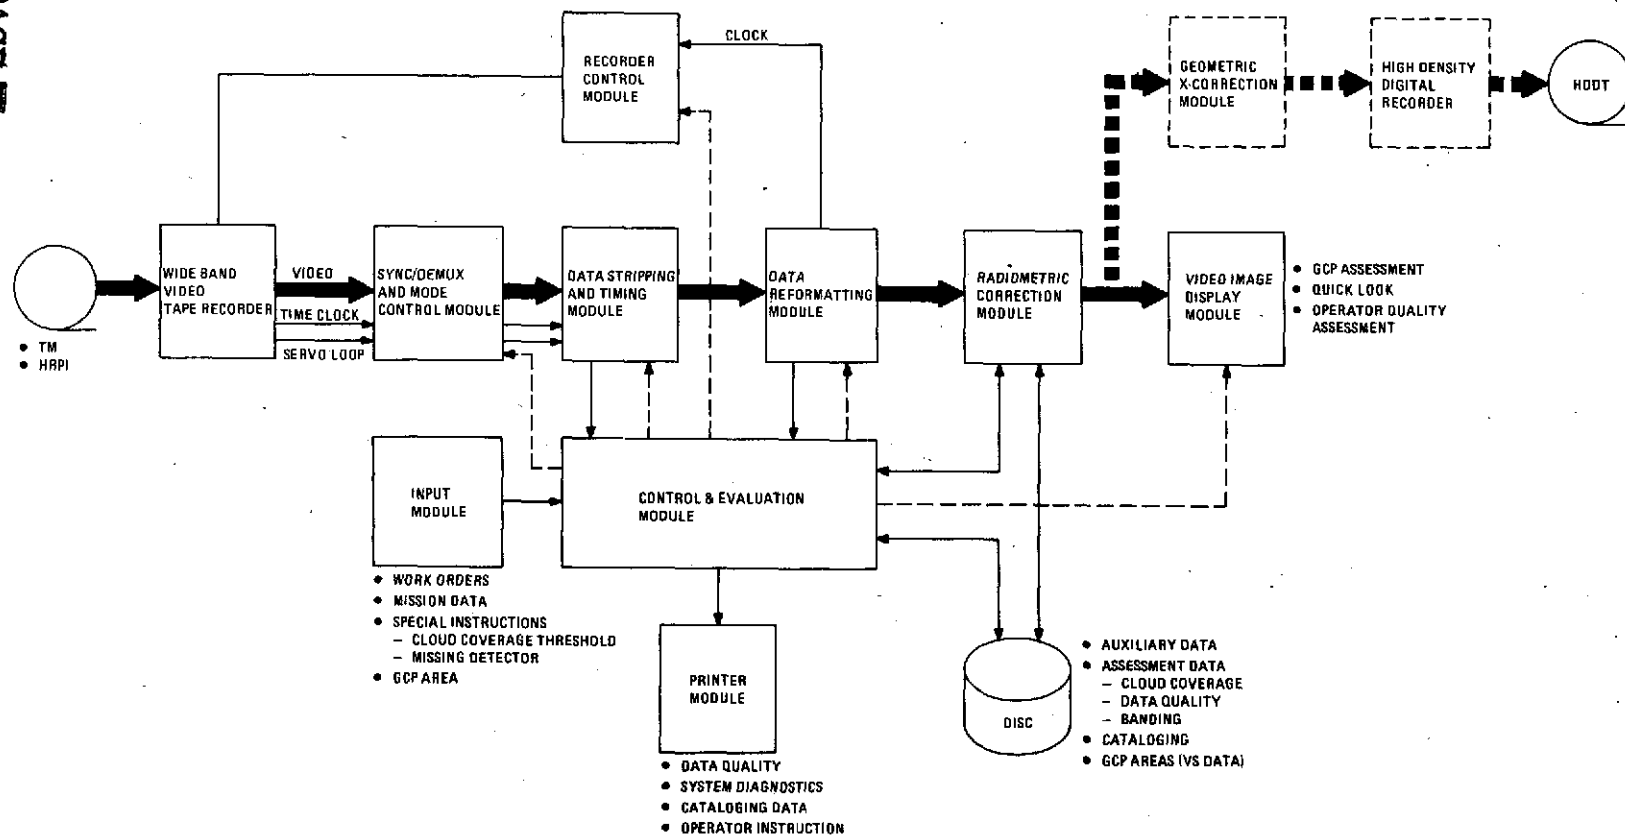 RECORDER
CONTROL
MODULE
CLOCK
GEOMETRIC
X-CORRECTION
MODULE
HIGH DENSITY
DIGITAL
RECORDER
HDDT
• TM
• HRPI
WIDE BAND
VIDEO
TAPE RECORDER
VIDEO
TIME CLOCK
SERVO LOOP
SYNC/DEMUX
AND MODE
CONTROL MODULE
DATA STRIPPING
AND TIMING
MODULE
DATA
REFORMATTING
MODULE
RADIOMETRIC
CORRECTION
MODULE
VIDEO IMAGE
DISPLAY
MODULE
• GCP ASSESSMENT
• QUICK LOOK
• OPERATOR QUALITY
ASSESSMENT
INPUT
MODULE
• WORK ORDERS
• MISSION DATA
• SPECIAL INSTRUCTIONS
– CLOUD COVERAGE THRESHOLD
– MISSING DETECTOR
• GCP AREA
CONTROL & EVALUATION
MODULE
PRINTER
MODULE
• DATA QUALITY
• SYSTEM DIAGNOSTICS
• CATALOGING DATA
• OPERATOR INSTRUCTION
DISC
• AUXILIARY DATA
• ASSESSMENT DATA
– CLOUD COVERAGE
– DATA QUALITY
– BANDING
• CATALOGING
• GCP AREAS (VS DATA)